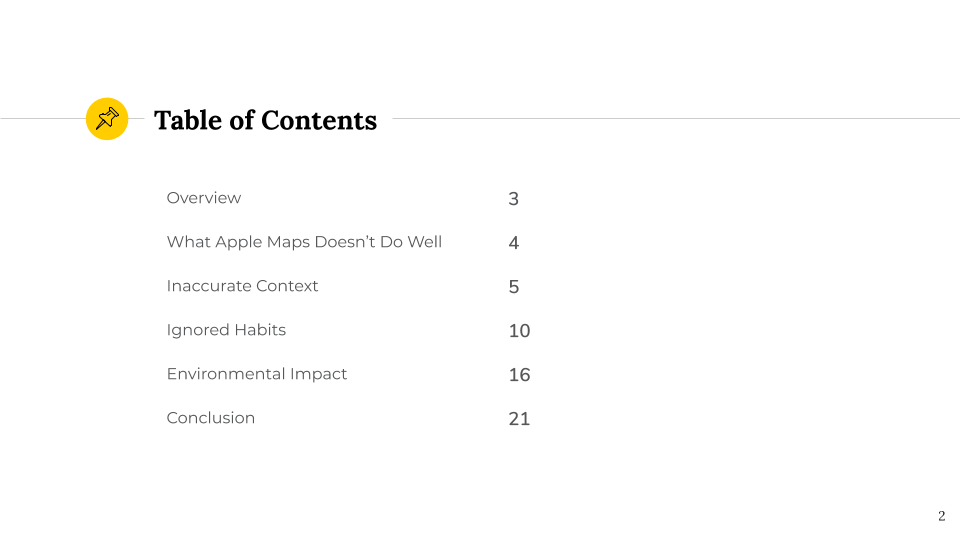 Table of Contents
Overview 3
What Apple Maps Doesn’t Do Well 4
Inaccurate Context 5
Ignored Habits 10
Environmental Impact 16
Conclusion 21
2